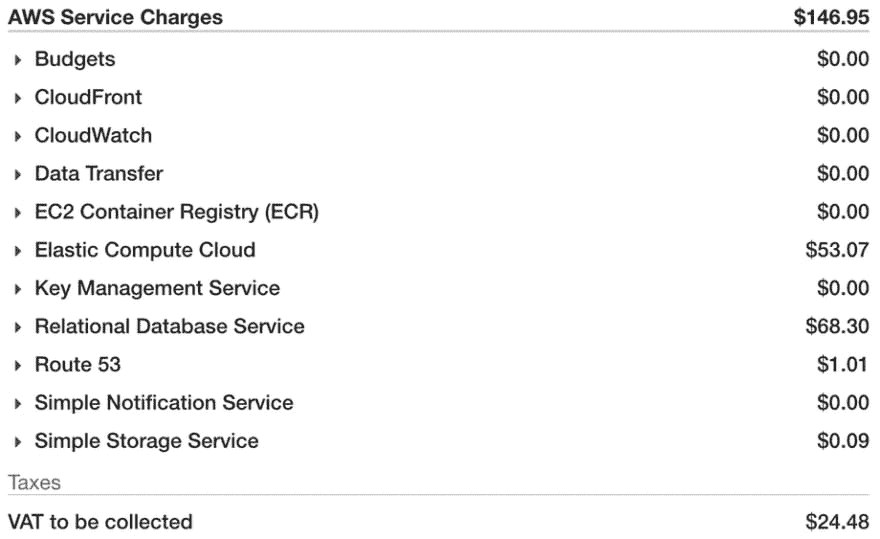 AWS Service Charges $146.95
Budgets $0.00
CloudFront $0.00
CloudWatch $0.00
Data Transfer $0.00
EC2 Container Registry (ECR) $0.00
Elastic Compute Cloud $53.07
Key Management Service $0.00
Relational Database Service $68.30
Route 53 $1.01
Simple Notification Service $0.00
Simple Storage Service $0.09
Taxes
VAT to be collected $24.48